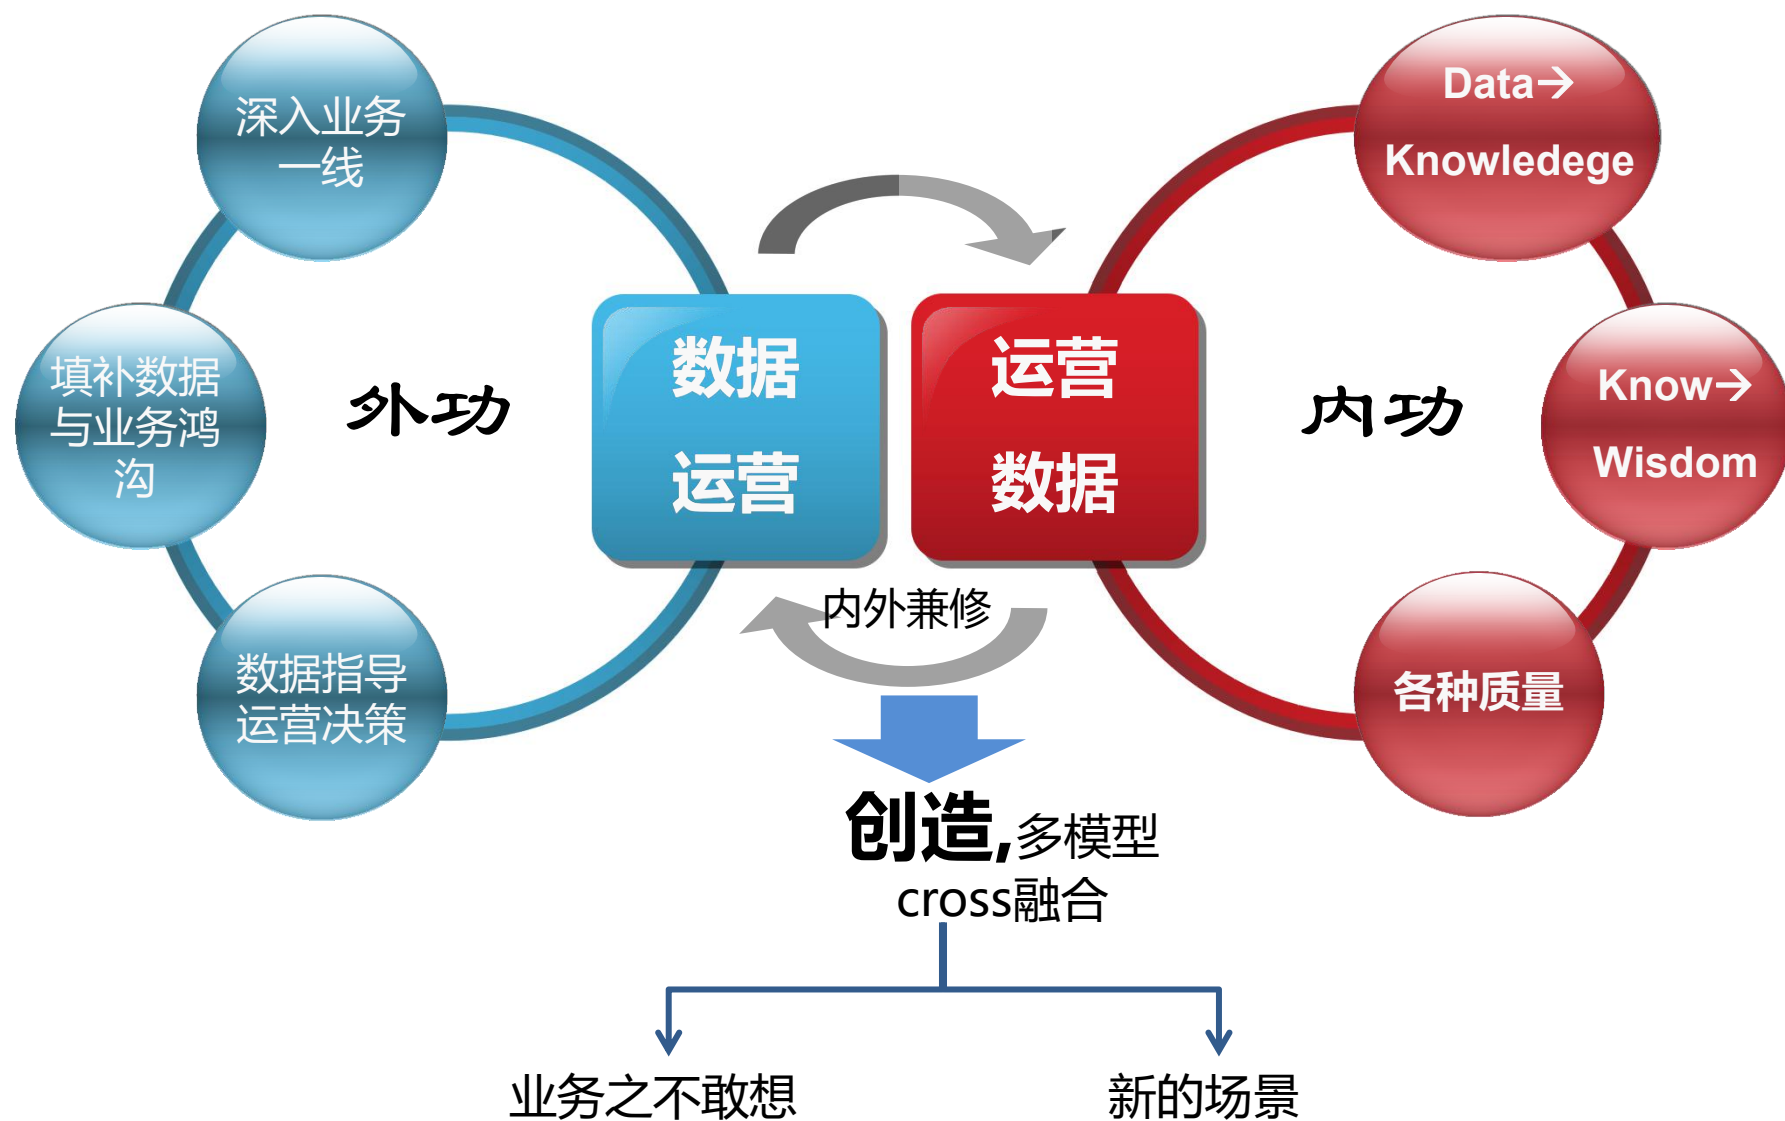 深入业务
一线
填补数据
与业务鸿
沟
数据指导
运营决策
外功
数据
运营
运营
数据
内功
Data→
Knowledege
Know→
Wisdom
各种质量
内外兼修
创造,多模型
cross融合
业务之不敢想
新的场景